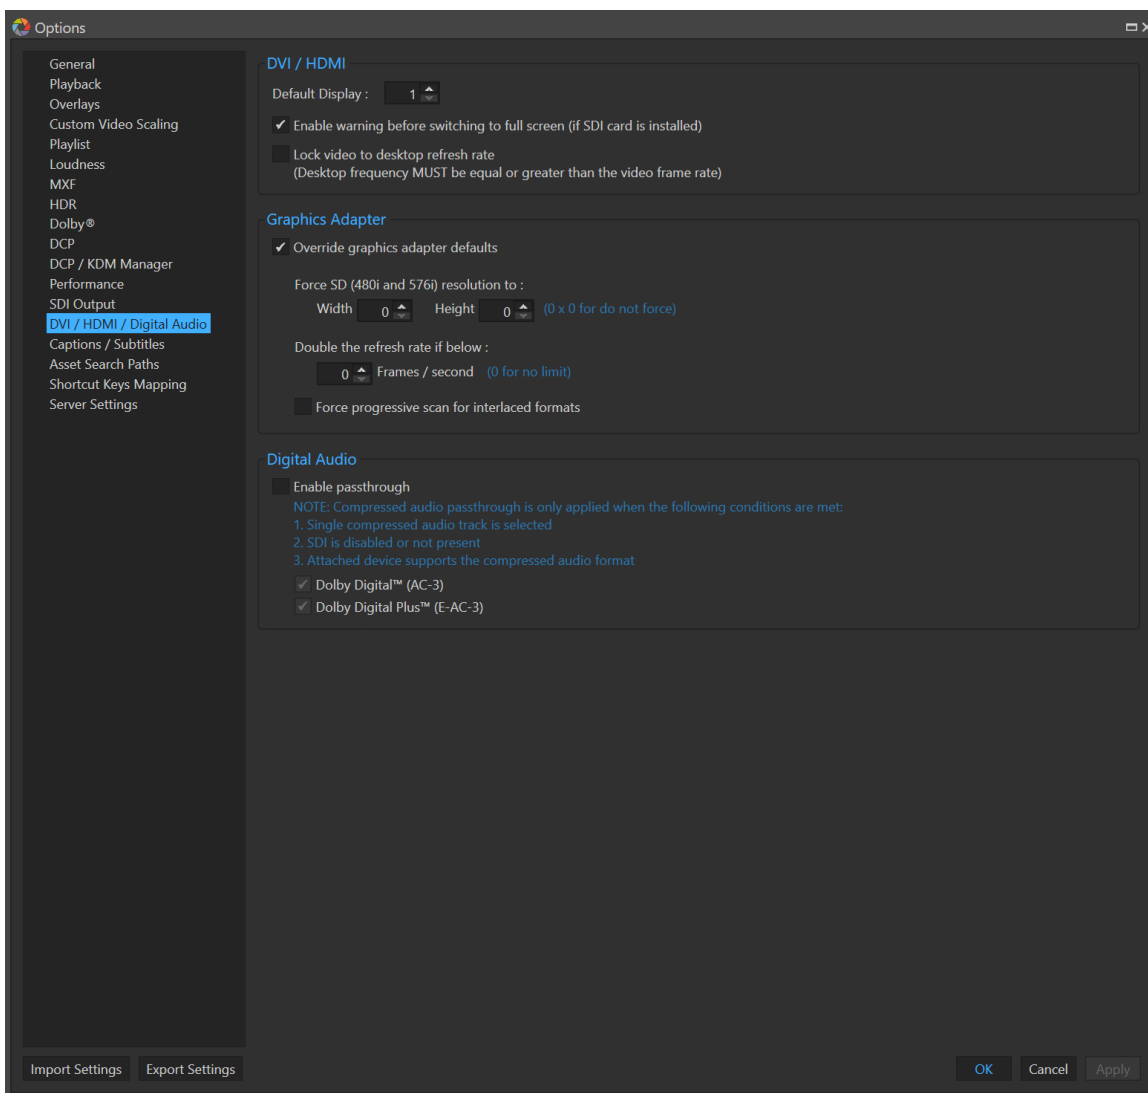 Options
General
Playback
Overlays
Custom Video Scaling
Playlist
Loudness
MXF
HDR
Dolby®
DCP
DCP / KDM Manager
Performance
SDI Output
DVI / HDMI / Digital Audio
Captions / Subtitles
Asset Search Paths
Shortcut Keys Mapping
Server Settings
DVI / HDMI
Default Display : 1
Enable warning before switching to full screen (if SDI card is installed)
Lock video to desktop refresh rate
(Desktop frequency MUST be equal or greater than the video frame rate)
Graphics Adapter
Override graphics adapter defaults
Force SD (480i and 576i) resolution to :
Width 0 Height 0 (0 x 0 for do not force)
Double the refresh rate if below :
0 Frames / second (0 for no limit)
Force progressive scan for interlaced formats
Digital Audio
Enable passthrough
NOTE: Compressed audio passthrough is only applied when the following conditions are met:
1. Single compressed audio track is selected
2. SDI is disabled or not present
3. Attached device supports the compressed audio format
Dolby Digital™ (AC-3)
Dolby Digital Plus™ (E-AC-3)
Import Settings Export Settings OK Cancel Apply